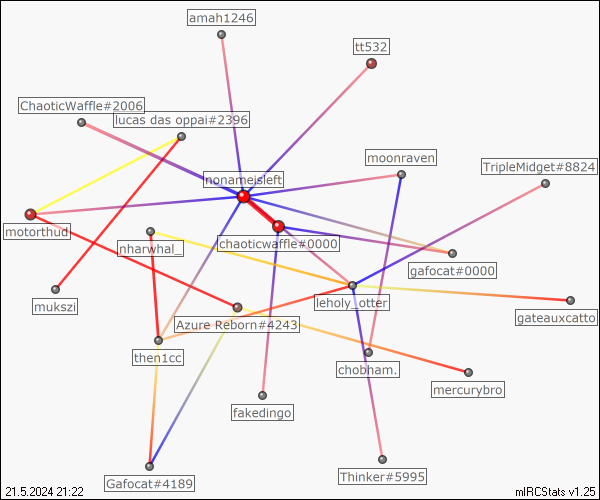 amah1246
tt532
ChaoticWaffle#2006
lucas das oppai#2396
moonraven
TripleMidget#8824
nonameisleft
motorthud
chaoticwaffle#0000
nharwhal_
gafocat#0000
mukszi
leholy_otter
gateauxcatto
Azure Reborn#4243
then1cc
chobham.
mercurybro
fakedingo
Thinker#5995
Gafocat#4189
21.5.2024 21:22
mIRCStats v1.25